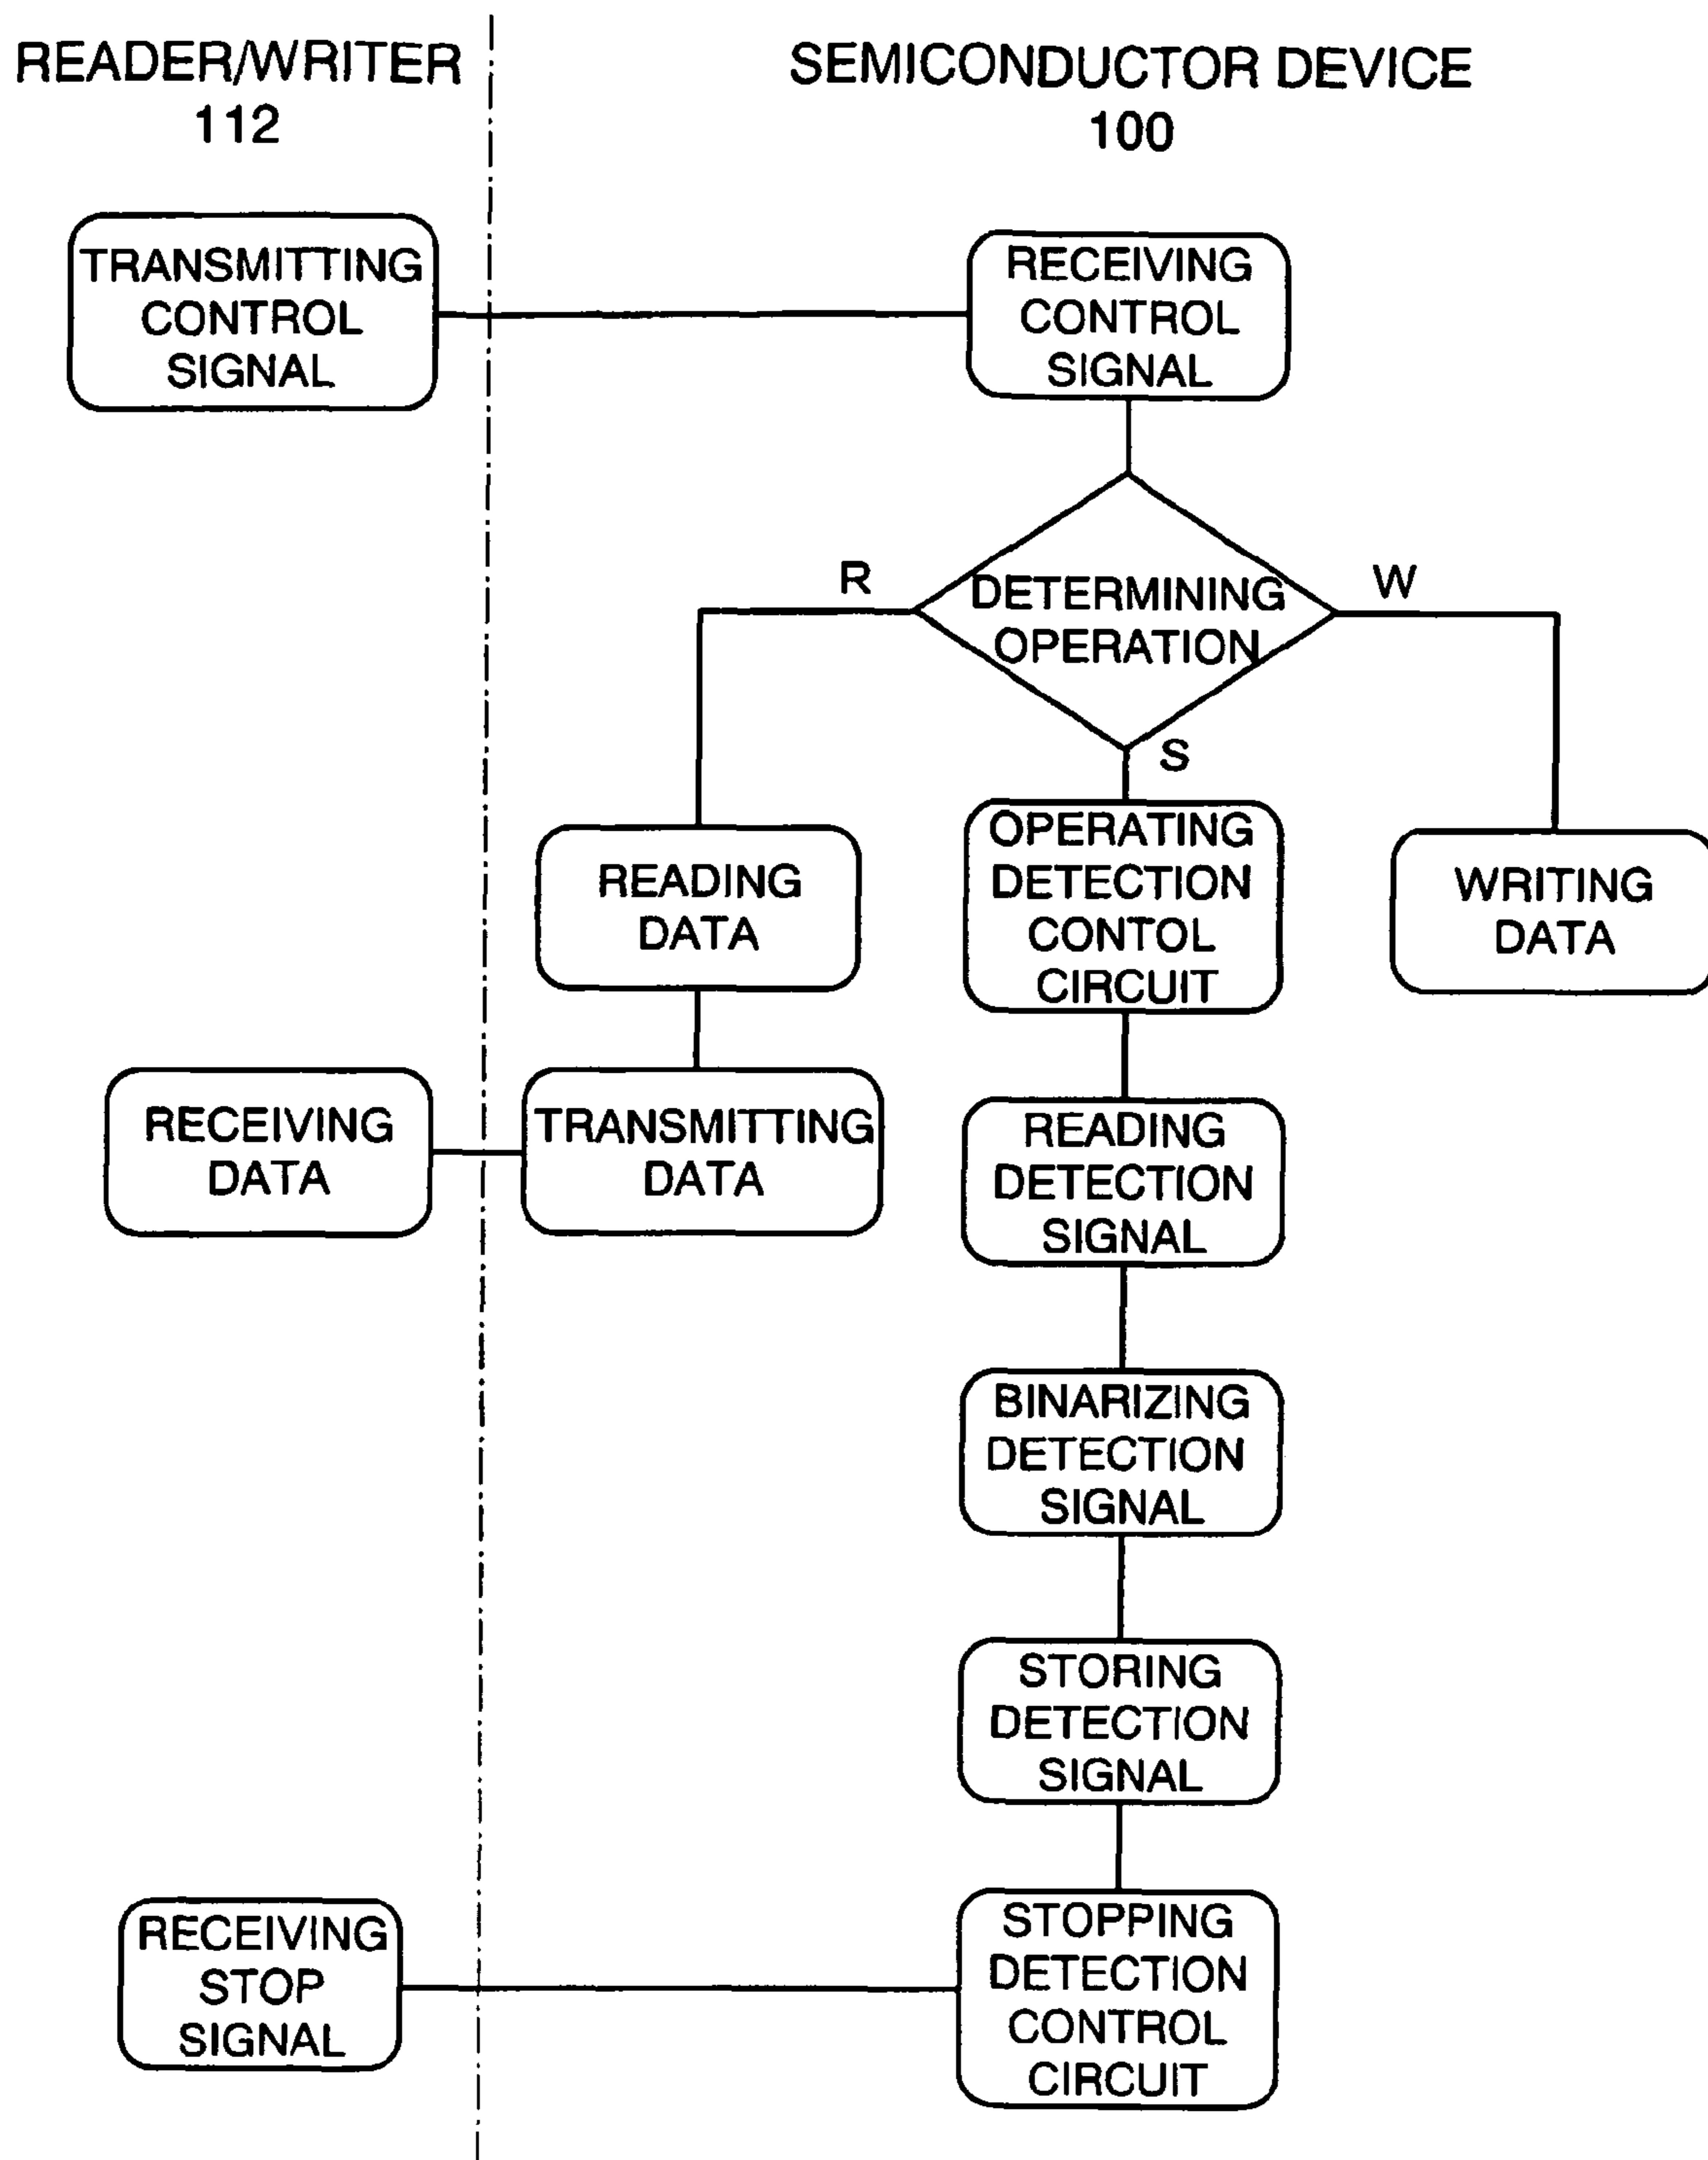 READER/WRITER
112
SEMICONDUCTOR DEVICE
100
TRANSMITTING
CONTROL
SIGNAL
RECEIVING
CONTROL
SIGNAL
R
DETERMINING
OPERATION
W
S
READING
DATA
OPERATING
DETECTION
CONTOL
CIRCUIT
WRITING
DATA
RECEIVING
DATA
TRANSMITTING
DATA
READING
DETECTION
SIGNAL
BINARIZING
DETECTION
SIGNAL
STORING
DETECTION
SIGNAL
RECEIVING
STOP
SIGNAL
STOPPING
DETECTION
CONTROL
CIRCUIT